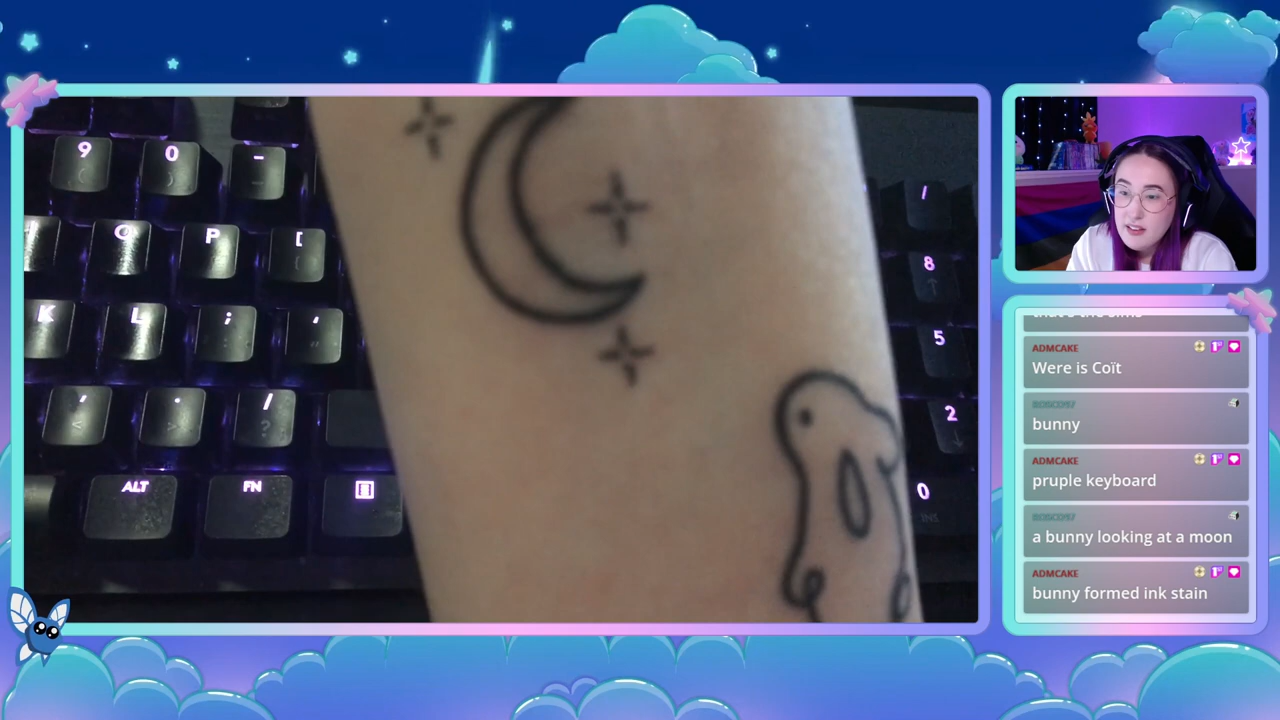 9
0
-
O
P
[
K
L
;
'
,
<
.
>
/
?
ALT
FN
/
8
5
2
0
INS
ADMCAKE
Were is Coït
bunny
ADMCAKE
pruple keyboard
a bunny looking at a moon
ADMCAKE
bunny formed ink stain